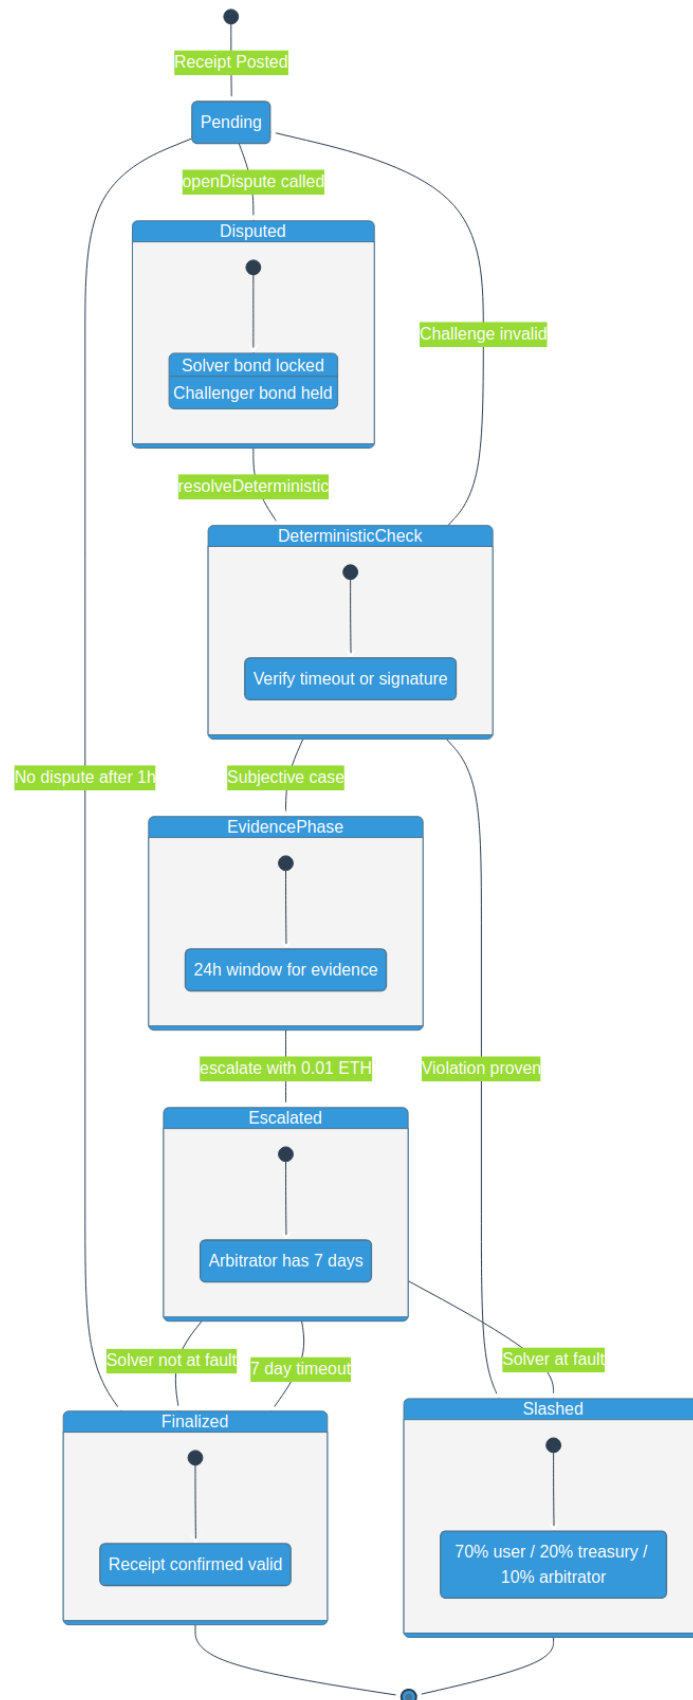 Receipt Posted
Pending
openDispute called
Disputed
Challenge invalid
Solver bond locked
Challenger bond held
resolveDeterministic
DeterministicCheck
Verify timeout or signature
No dispute after 1h
Subjective case
EvidencePhase
24h window for evidence
escalate with 0.01 ETH
Violation proven
Escalated
Arbitrator has 7 days
Solver not at fault
7 day timeout
Solver at fault
Finalized
Slashed
Receipt confirmed valid
70% user / 20% treasury /
10% arbitrator